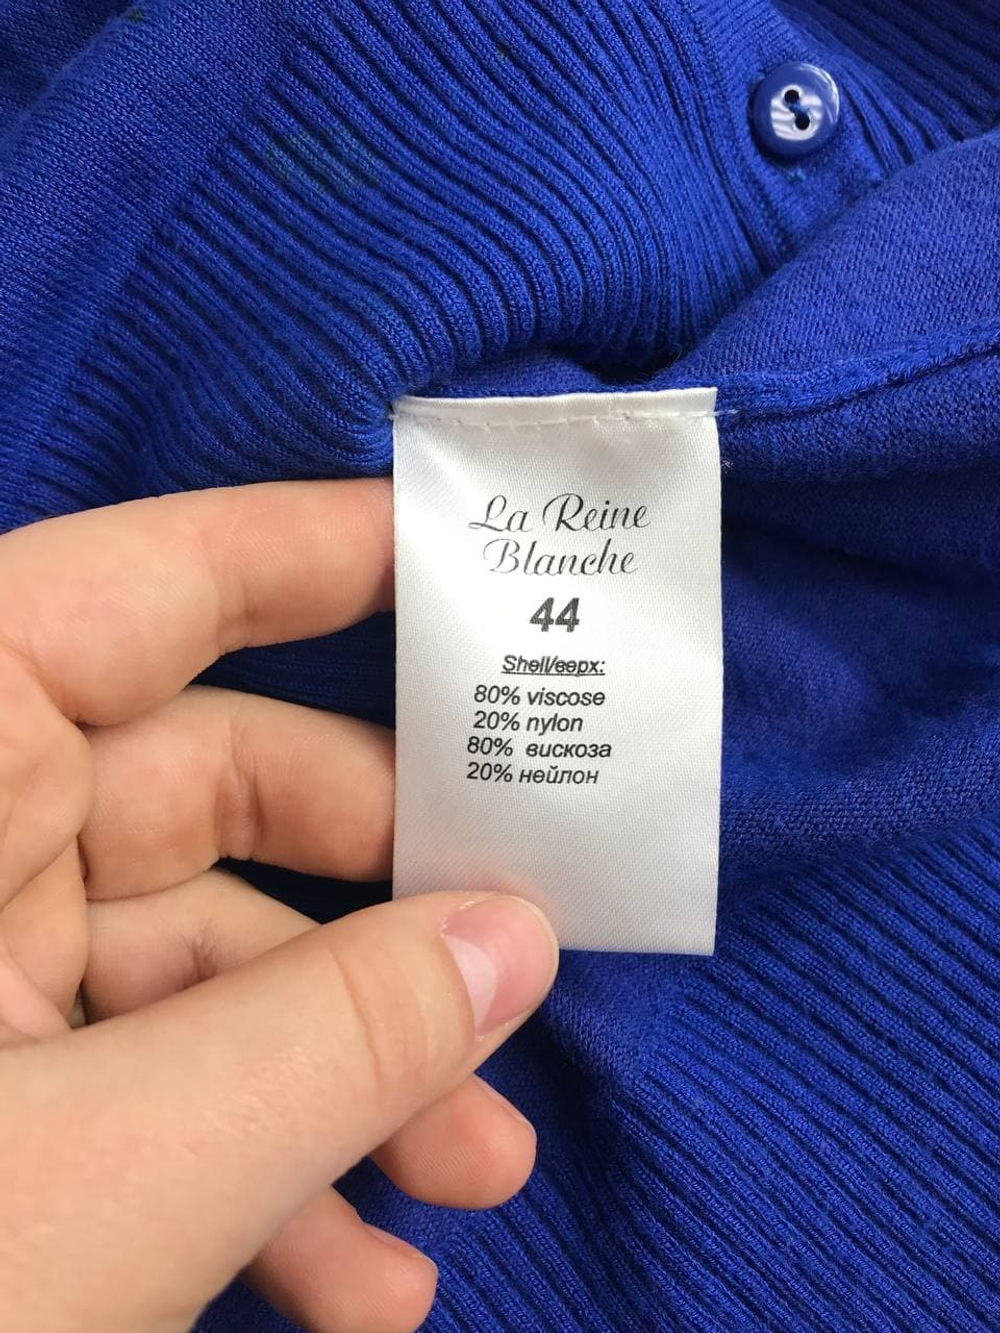 La Reine
Blanche
44
Shell/верх:
80% viscose
20% nylon
80% вискоза
20% нейлон